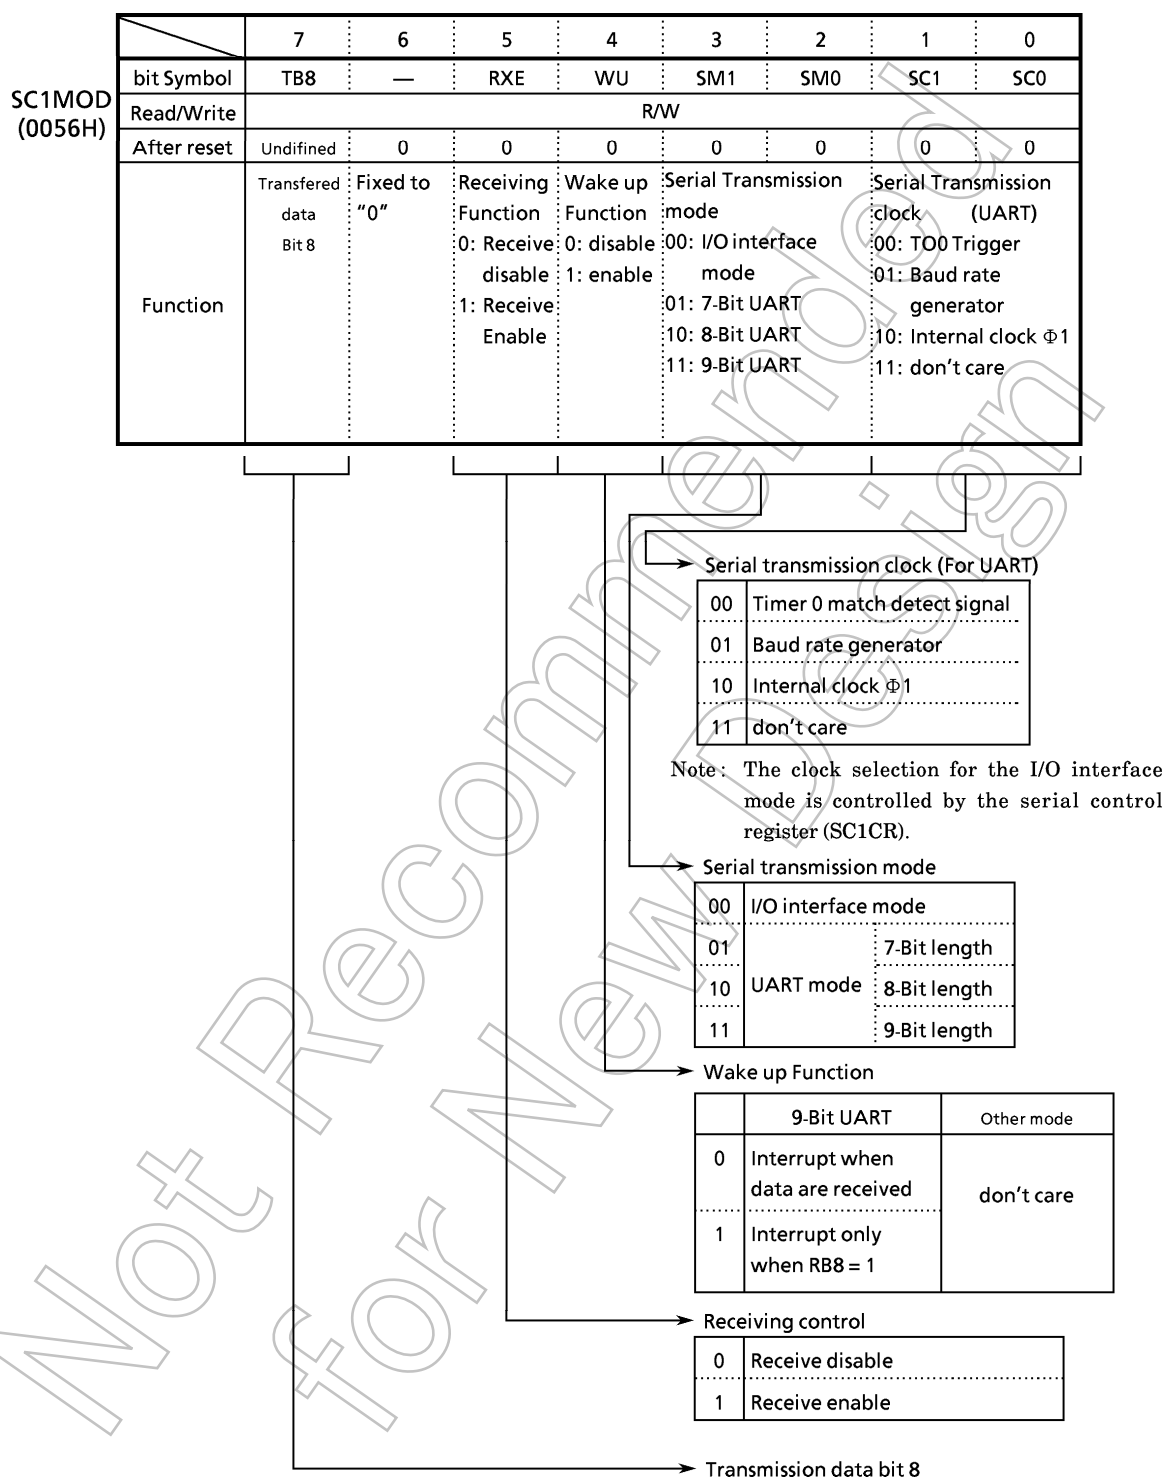 7 6 5 4 3 2 1 0
SC1MOD
(0056H)
bit Symbol TB8 — RXE WU SM1 SM0 SC1 SC0
Read/Write R/W
After reset Undifined 0 0 0 0 0 0 0
Function
Transfered
data
Bit 8
Fixed to
"0"
Receiving
Function
0: Receive
disable
1: Receive
Enable
Wake up
Function
0: disable
1: enable
Serial Transmission
mode
00: I/O interface
mode
01: 7-Bit UART
10: 8-Bit UART
11: 9-Bit UART
Serial Transmission
clock (UART)
00: TO0 Trigger
01: Baud rate
generator
10: Internal clock Φ1
11: don't care
Serial transmission clock (For UART)
00 Timer 0 match detect signal
01 Baud rate generator
10 Internal clock Φ1
11 don't care
Note: The clock selection for the I/O interface
mode is controlled by the serial control
register (SC1CR).
Serial transmission mode
00 I/O interface mode
01 UART mode 7-Bit length
10 8-Bit length
11 9-Bit length
Wake up Function
9-Bit UART Other mode
0 Interrupt when
data are received
don't care
1 Interrupt only
when RB8 = 1
Receiving control
0 Receive disable
1 Receive enable
Transmission data bit 8
Not Recommended
for New Design